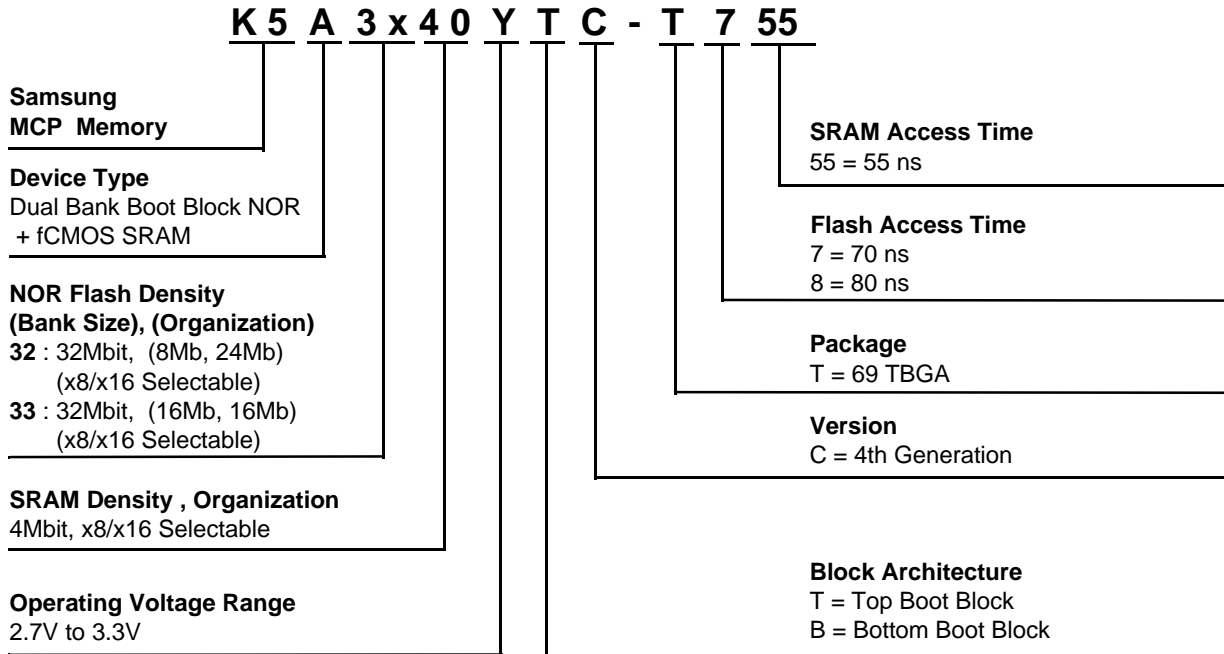 K5 A 3x40 Y T C - T 7 55
Samsung
MCP Memory
Device Type
Dual Bank Boot Block NOR
+ fCMOS SRAM
NOR Flash Density
(Bank Size), (Organization)
32 : 32Mbit, (8Mb, 24Mb)
(x8/x16 Selectable)
33 : 32Mbit, (16Mb, 16Mb)
(x8/x16 Selectable)
SRAM Density , Organization
4Mbit, x8/x16 Selectable
Operating Voltage Range
2.7V to 3.3V
SRAM Access Time
55 = 55 ns
Flash Access Time
7 = 70 ns
8 = 80 ns
Package
T = 69 TBGA
Version
C = 4th Generation
Block Architecture
T = Top Boot Block
B = Bottom Boot Block